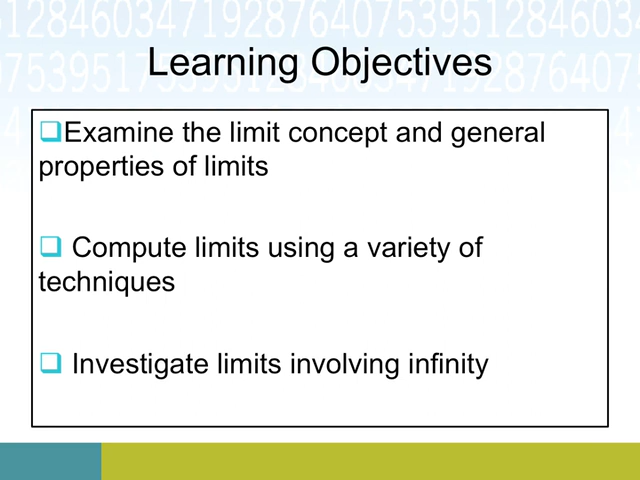 Learning Objectives
❑Examine the limit concept and general
properties of limits
❑ Compute limits using a variety of
techniques
❑ Investigate limits involving infinity